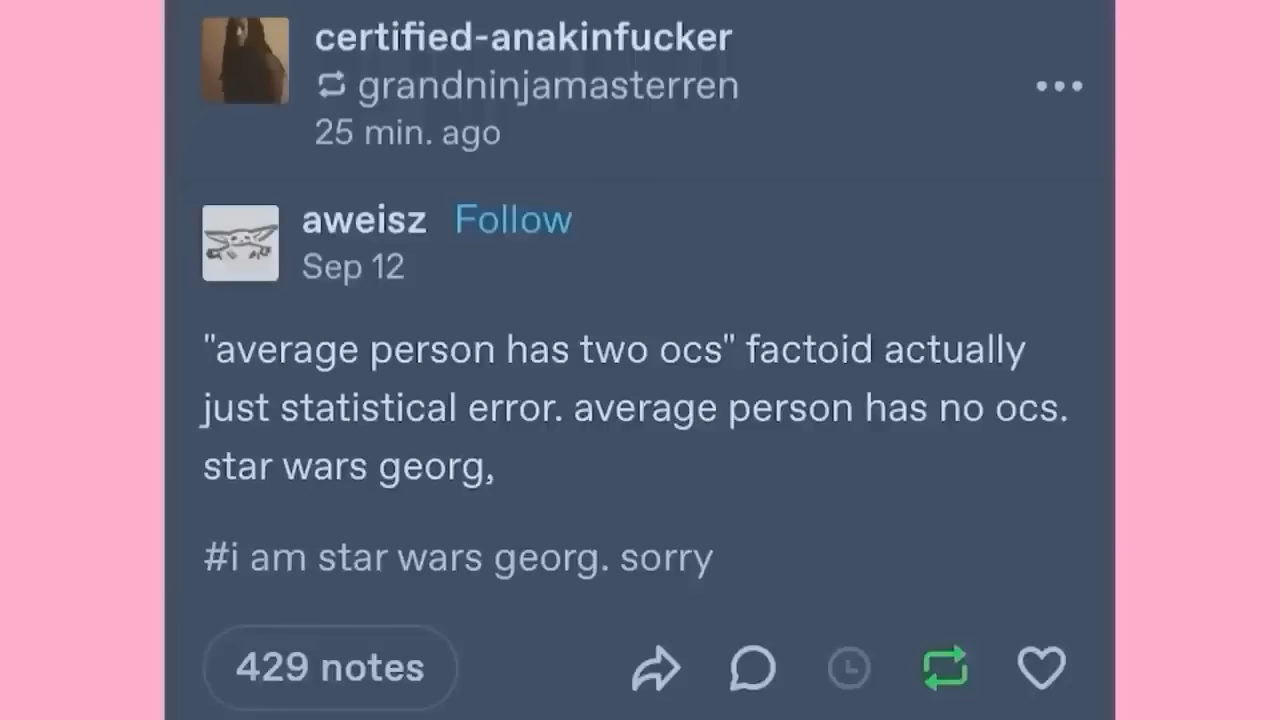 certified-anakinfucker
grandninjamasterren
25 min. ago
aweisz Follow
Sep 12
"average person has two ocs" factoid actually
just statistical error. average person has no ocs.
star wars georg,
#i am star wars georg. sorry
429 notes